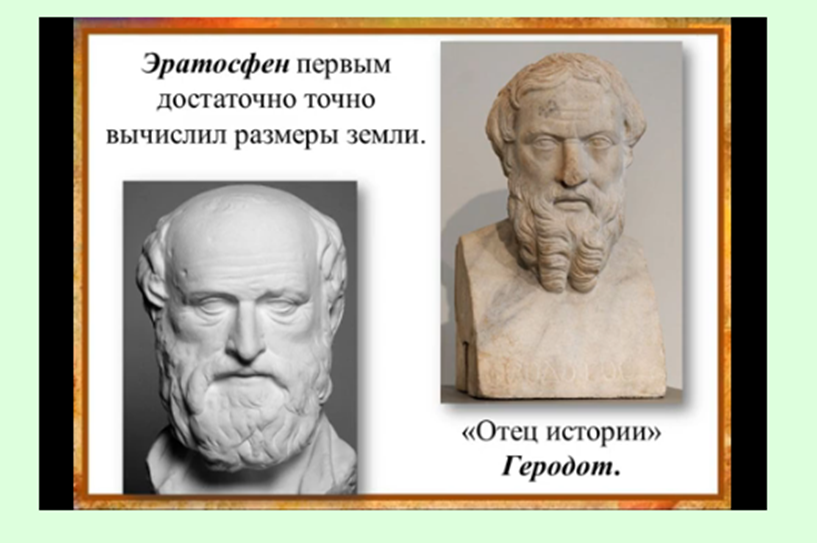 Эратосфен первым
достаточно точно
вычислил размеры земли.
«Отец истории»
Геродот.